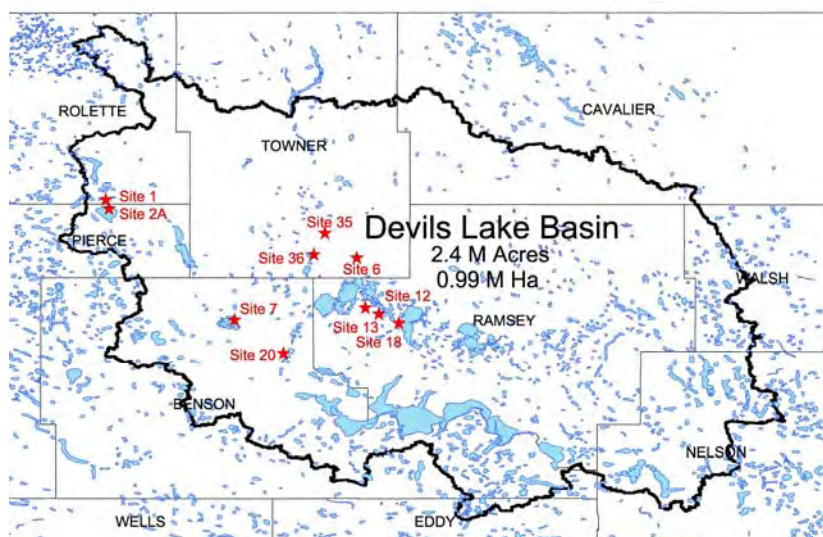 ROLETTE
CAVALIER
TOWNER
Site 1
Site 2A
Site 35
Devils Lake Basin
PIERCE
2.4 M Acres
Site 36
Site 6
0.99 M Ha
WALSH
Site 12
Site 7
Site 13
RAMSEY
Site 18
Site 20
BENSON
NELSON
WELLS
EDDY